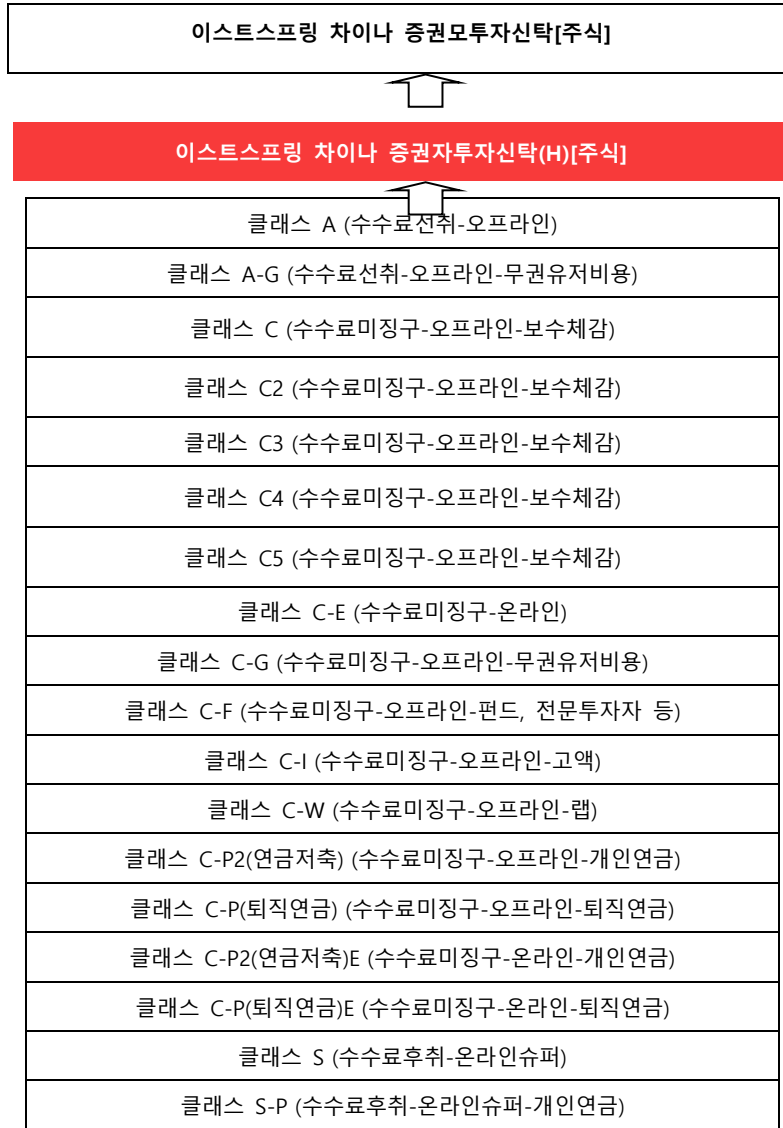 이스트스프링 차이나 증권모투자신탁[주식]
이스트스프링 차이나 증권자투자신탁(H)[주식]
클래스 A (수수료선취-오프라인)
클래스 A-G (수수료선취-오프라인-무권유저비용)
클래스 C (수수료미징구-오프라인-보수체감)
클래스 C2 (수수료미징구-오프라인-보수체감)
클래스 C3 (수수료미징구-오프라인-보수체감)
클래스 C4 (수수료미징구-오프라인-보수체감)
클래스 C5 (수수료미징구-오프라인-보수체감)
클래스 C-E (수수료미징구-온라인)
클래스 C-G (수수료미징구-오프라인-무권유저비용)
클래스 C-F (수수료미징구-오프라인-펀드, 전문투자자 등)
클래스 C-I (수수료미징구-오프라인-고액)
클래스 C-W (수수료미징구-오프라인-랩)
클래스 C-P2(연금저축) (수수료미징구-오프라인-개인연금)
클래스 C-P(퇴직연금) (수수료미징구-오프라인-퇴직연금)
클래스 C-P2(연금저축)E (수수료미징구-온라인-개인연금)
클래스 C-P(퇴직연금)E (수수료미징구-온라인-퇴직연금)
클래스 S (수수료후취-온라인슈퍼)
클래스 S-P (수수료후취-온라인슈퍼-개인연금)